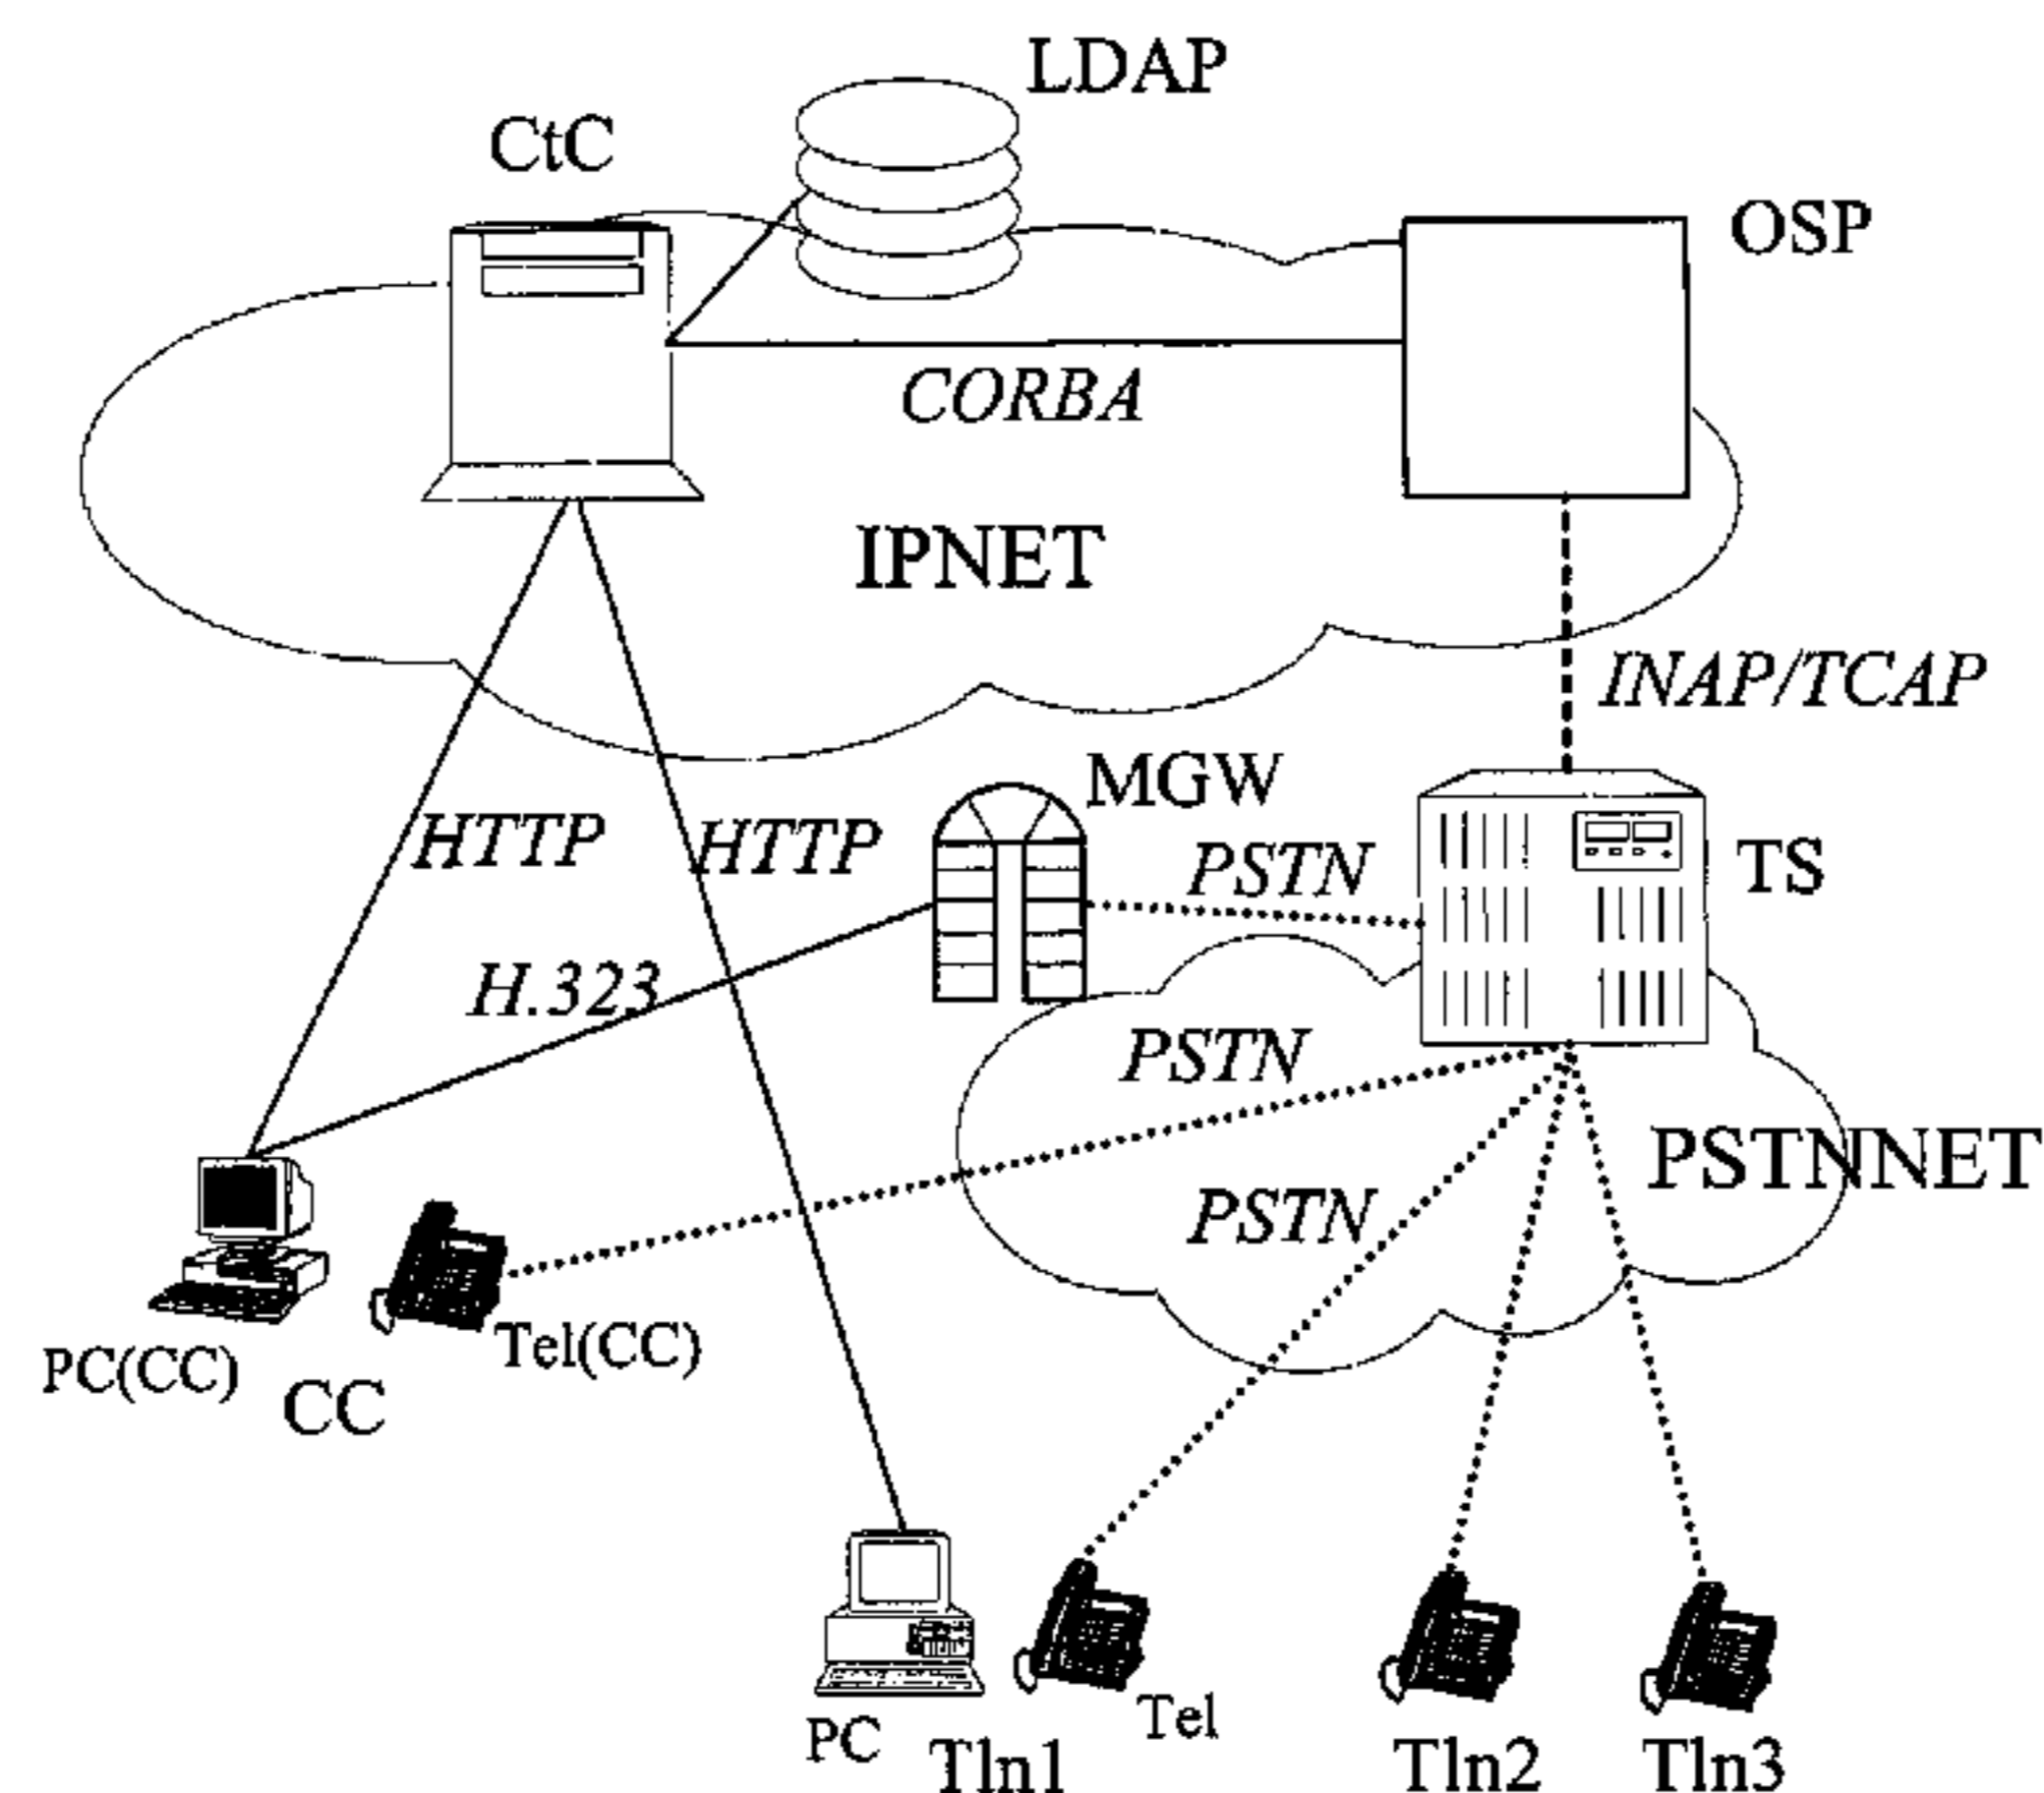 LDAP
CtC
OSP
CORBA
IPNET
INAP/TCAP
MGW
HTTP
HTTP
PSTN
TS
H.323
PSTN
PSTNNET
PSTN
Tel(CC)
PC(CC)
CC
Tel
PC
Tln1
Tln2
Tln3